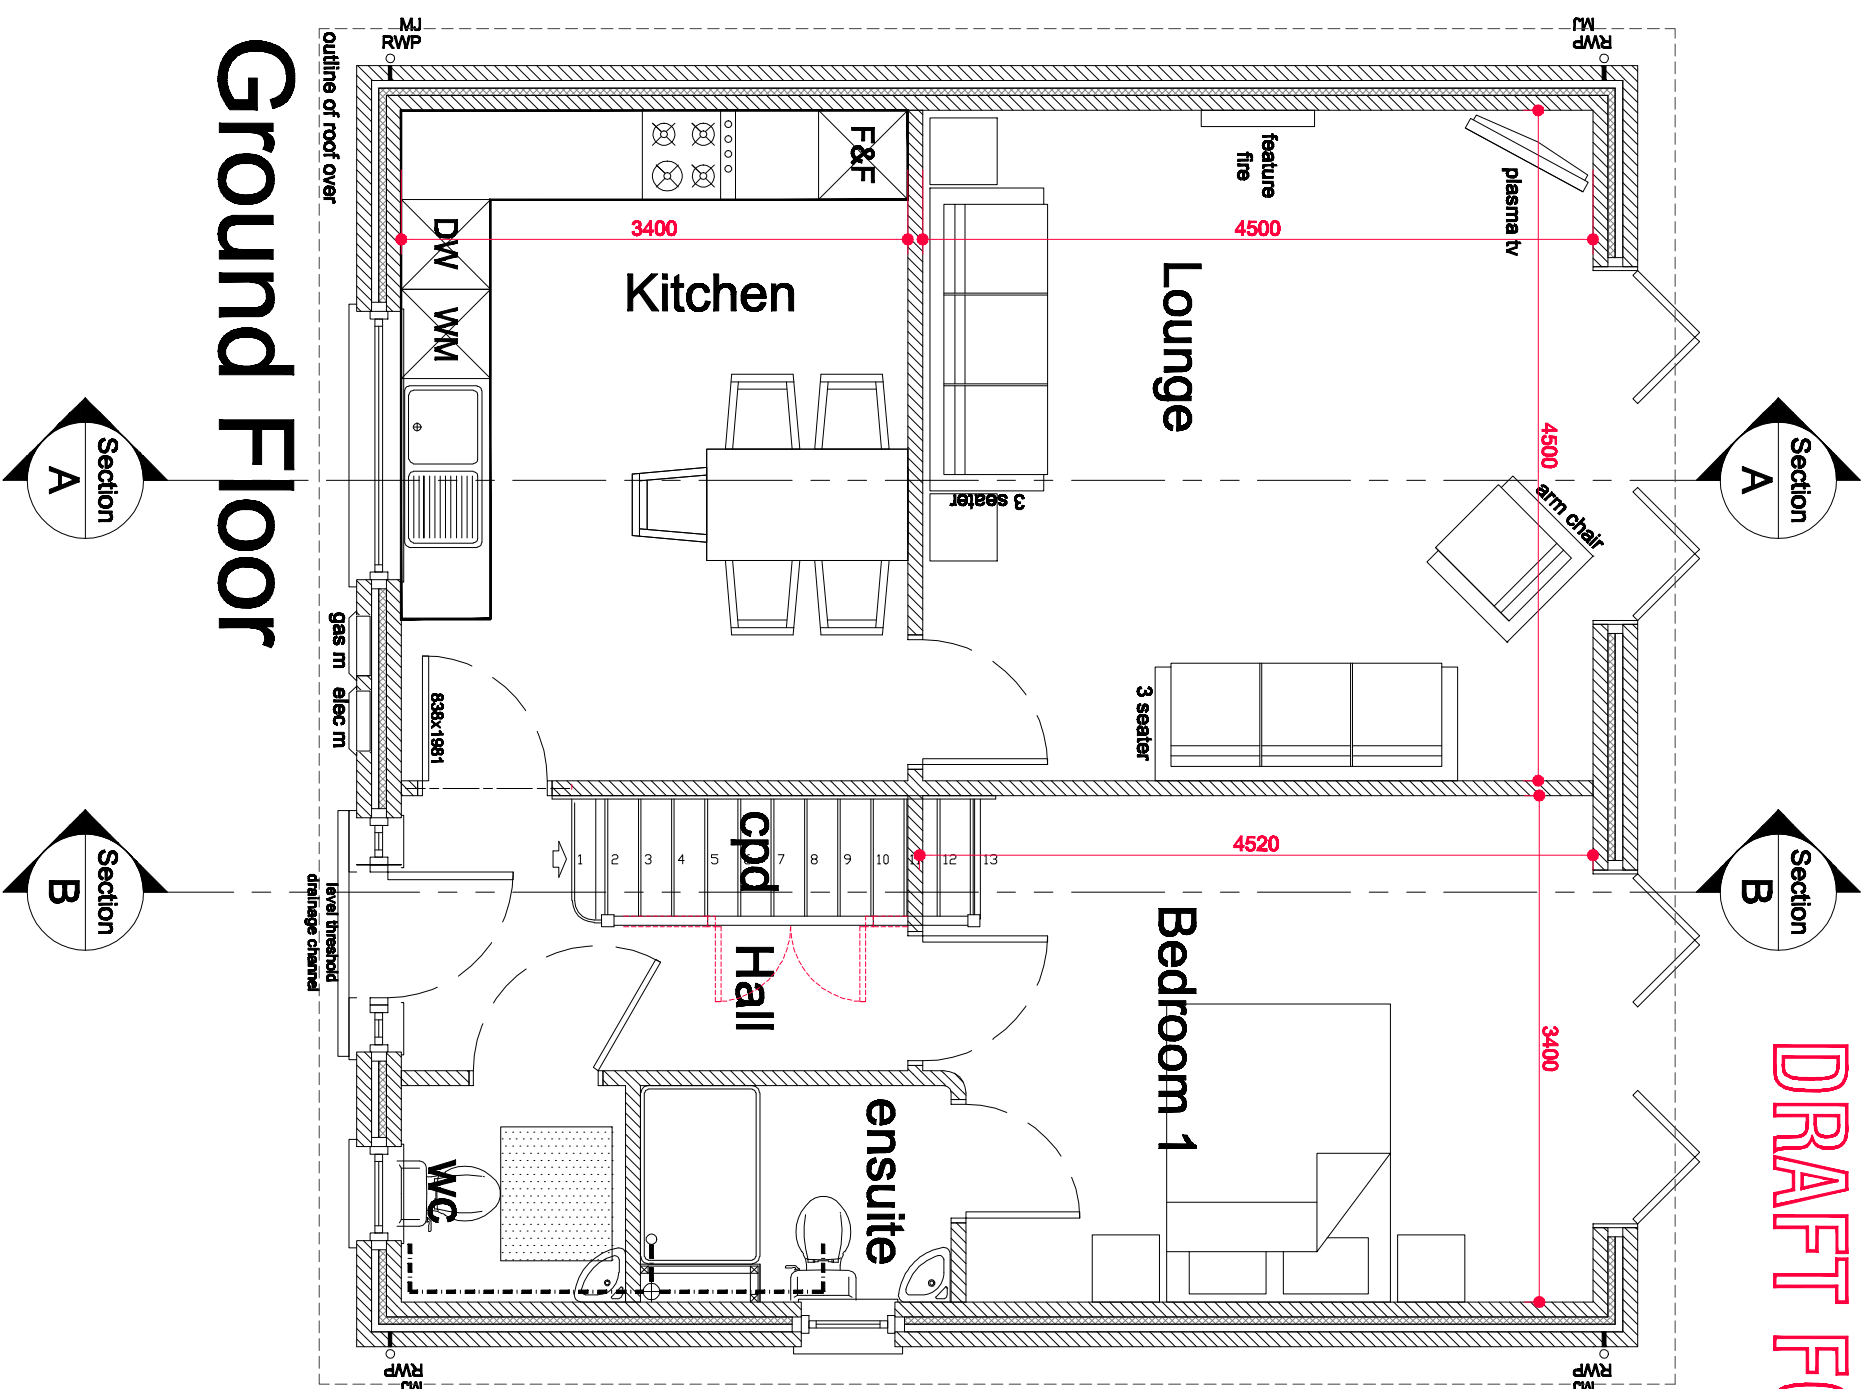 Ground Floor
outline of roof over
MJ
RWP
MJ
RWP
F&F
DW
WM
3400
Kitchen
4500
Lounge
feature
fire
plasma tv
4500
arm chair
3 seater
3 seater
Section
A
Section
A
gas m
elec m
838x1981
Section
B
Section
B
level threshold
drainage channel
cpd
1
2
3
4
5
7
8
9
10
12
13
Hall
4520
Bedroom 1
3400
ensuite
WC
RWP
MJ
RWP
MJ
DRAFT FO